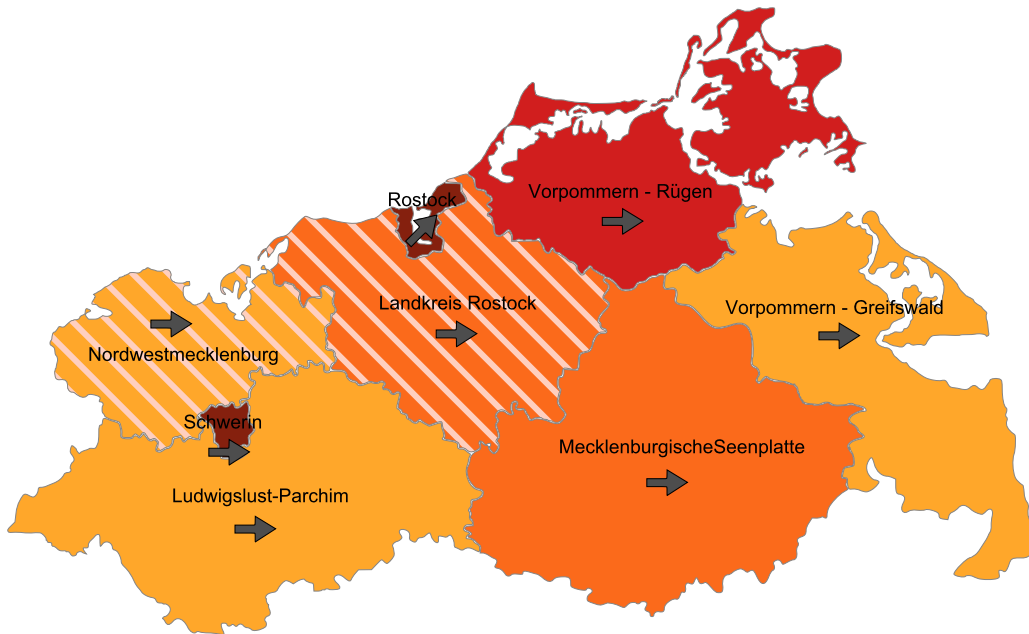 Vorpommern - Rügen
Rostock
Landkreis Rostock
Vorpommern - Greifswald
Nordwestmecklenburg
Schwerin
MecklenburgischeSeenplatte
Ludwigslust-Parchim